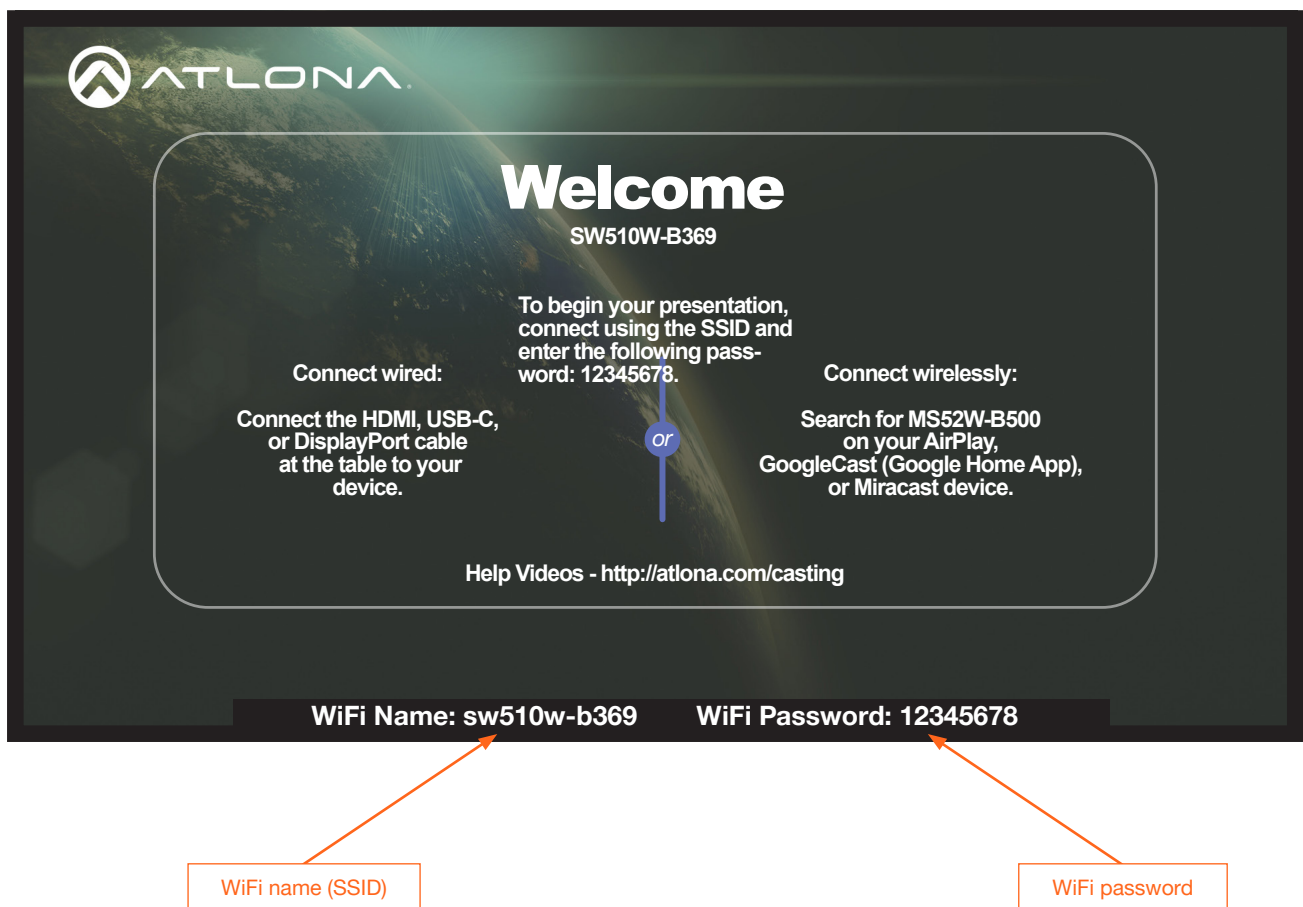 ATLONA.
Welcome
SW510W-B369
To begin your presentation,
connect using the SSID and
enter the following pass-
word: 12345678.
Connect wired:
Connect the HDMI, USB-C,
or DisplayPort cable
at the table to your
device.
or
Connect wirelessly:
Search for MS52W-B500
on your AirPlay,
GoogleCast (Google Home App),
or Miracast device.
Help Videos - http://atlona.com/casting
WiFi Name: sw510w-b369 WiFi Password: 12345678
WiFi name (SSID) WiFi password